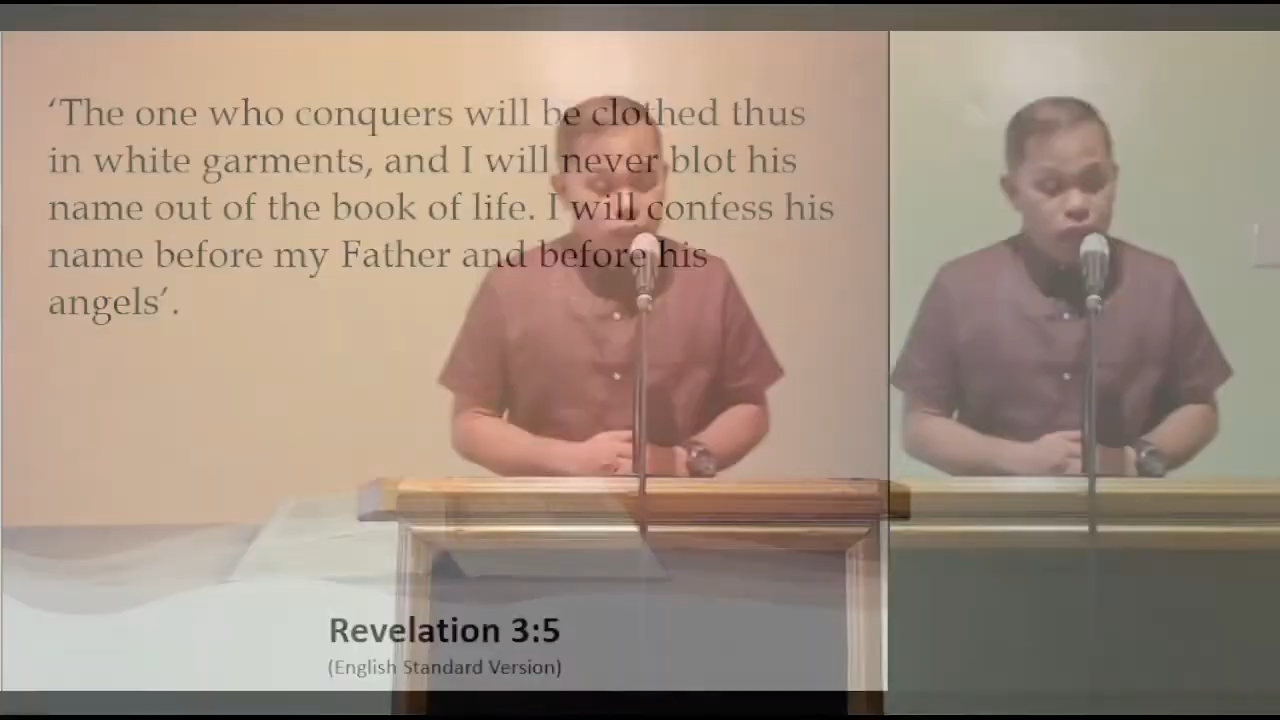 ‘The one who conquers will be clothed thus
in white garments, and I will never blot his
name out of the book of life. I will confess his
name before my Father and before his
angels’.
Revelation 3:5
(English Standard Version)